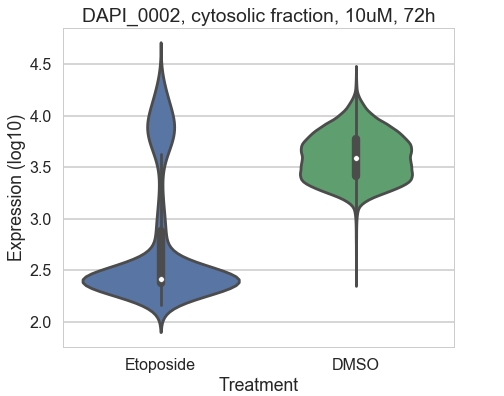 DAPI_0002, cytosolic fraction, 10uM, 72h
Expression (log10)
4.5
4.0
3.5
3.0
2.5
2.0
Etoposide DMSO
Treatment